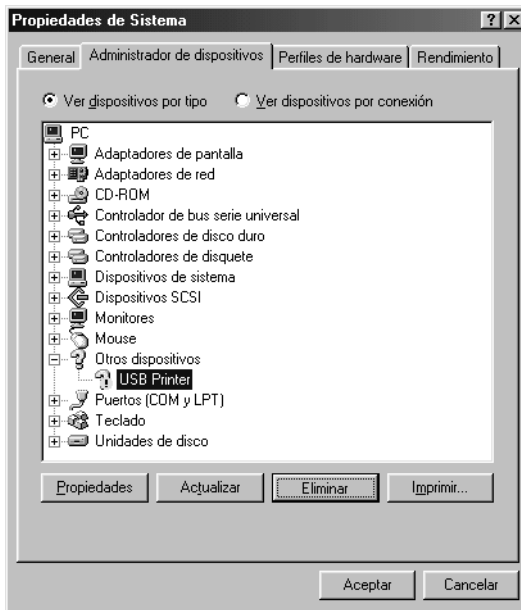 Propiedades de Sistema
General Administrador de dispositivos Perfiles de hardware Rendimiento
Ver dispositivos por tipo Ver dispositivos por conexión
PC
Adaptadores de pantalla
Adaptadores de red
CD-ROM
Controlador de bus serie universal
Controladores de disco duro
Controladores de disquete
Dispositivos de sistema
Dispositivos SCSI
Monitores
Mouse
Otros dispositivos
USB Printer
Puertos (COM y LPT)
Teclado
Unidades de disco
Propiedades Actualizar Eliminar Imprimir...
Aceptar Cancelar